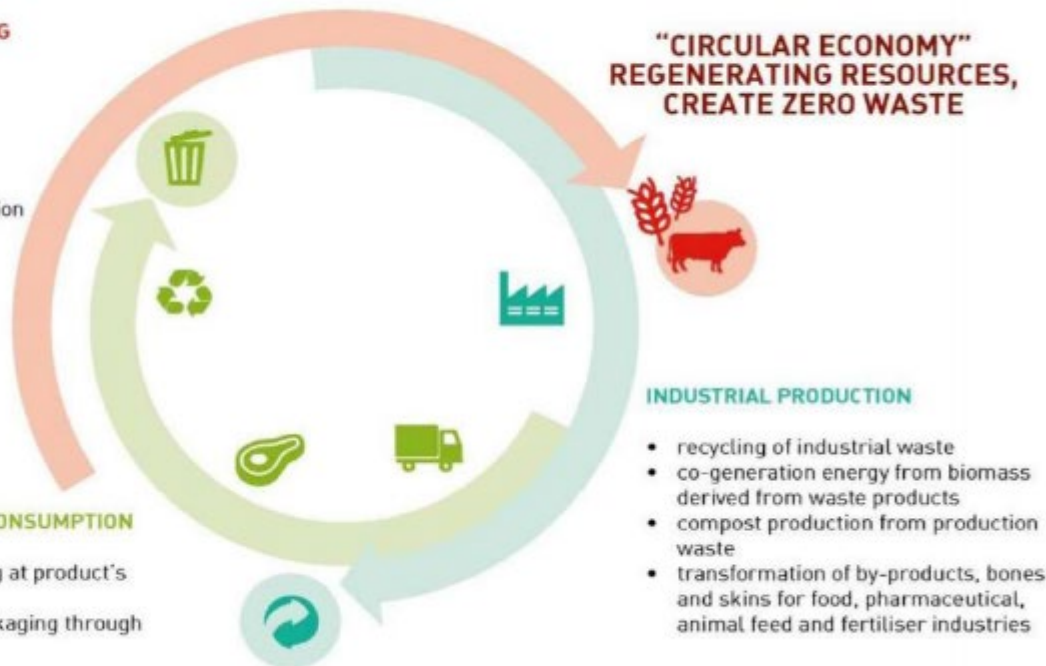 G
"CIRCULAR ECONOMY"
REGENERATING RESOURCES,
CREATE ZERO WASTE
ion
INDUSTRIAL PRODUCTION
• recycling of industrial waste
• co-generation energy from biomass
derived from waste products
• compost production from production
waste
• transformation of by-products, bones
and skins for food, pharmaceutical,
animal feed and fertiliser industries
ONSUMPTION
g at product's
kaging through